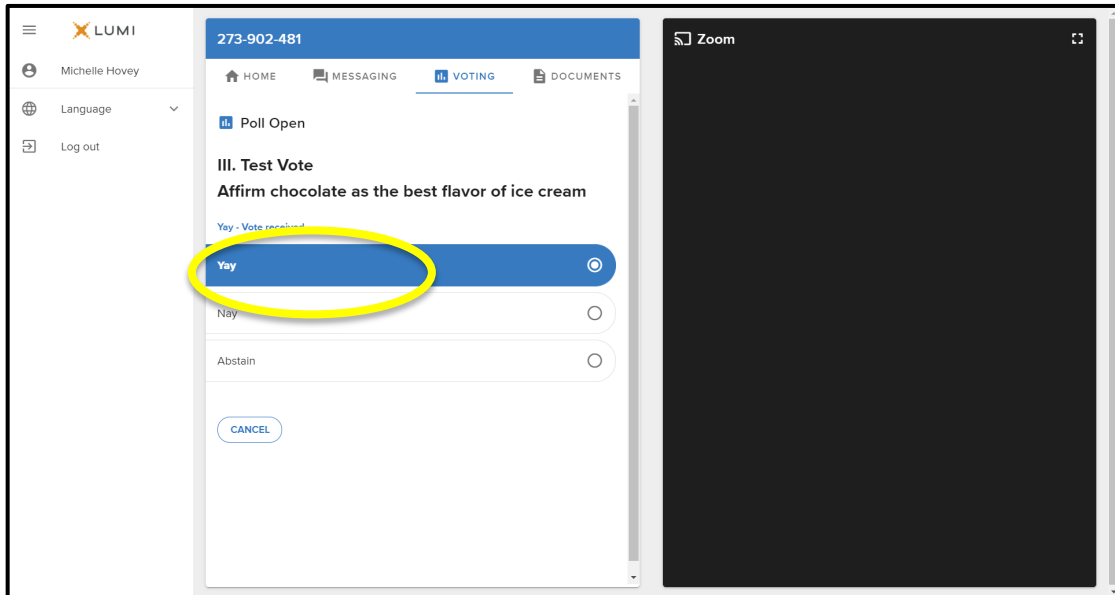 LUMI
Michelle Hovey
Language
Log out
273-902-481
HOME MESSAGING VOTING DOCUMENTS
Poll Open
III. Test Vote
Affirm chocolate as the best flavor of ice cream
Yay - Vote received
Yay
Nay
Abstain
CANCEL
Zoom